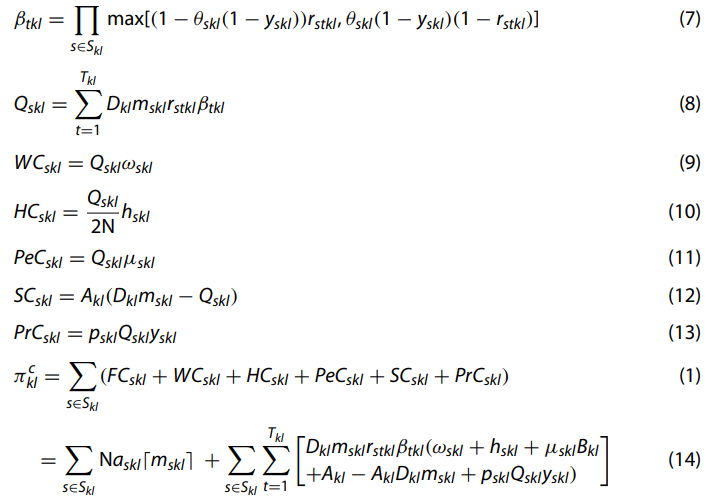 β_{tkl} = ∏_{s∈S_{kl}} max[(1 − θ_{skl}(1 − y_{skl}))r_{stkl}, θ_{skl}(1 − y_{skl})(1 − r_{stkl})] (7)
Q_{skl} = ∑_{t=1}^{T_{kl}} D_{kl}m_{skl}r_{stkl}β_{tkl} (8)
WC_{skl} = Q_{skl}ω_{skl} (9)
HC_{skl} = \frac{Q_{skl}}{2N} h_{skl} (10)
PeC_{skl} = Q_{skl}μ_{skl} (11)
SC_{skl} = A_{kl}(D_{kl}m_{skl} − Q_{skl}) (12)
PrC_{skl} = p_{skl}Q_{skl}y_{skl} (13)
π^c_{kl} = ∑_{s∈S_{kl}} (FC_{skl} + WC_{skl} + HC_{skl} + PeC_{skl} + SC_{skl} + PrC_{skl}) (1)
= ∑_{s∈S_{kl}} Na_{skl}⌈m_{skl}⌉ + ∑_{s∈S_{kl}} ∑_{t=1}^{T_{kl}} [D_{kl}m_{skl}r_{stkl}β_{tkl}(ω_{skl} + h_{skl} + μ_{skl}B_{kl}
+A_{kl} − A_{kl}D_{kl}m_{skl} + p_{skl}Q_{skl}y_{skl})] (14)